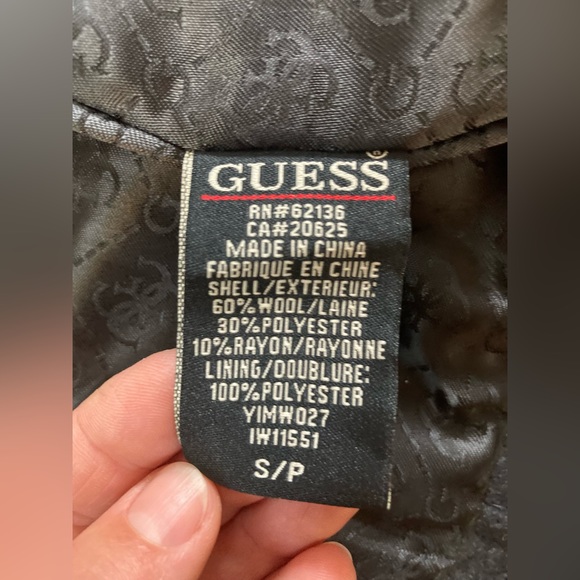 GUESS®
RN#62136
CA#20625
MADE IN CHINA
FABRIQUE EN CHINE
SHELL/EXTERIEUR:
60%WOOL/LAINE
30%POLYESTER
10%RAYON/RAYONNE
LINING/DOUBLURE:
100%POLYESTER
YIMW027
IW11551
S/P